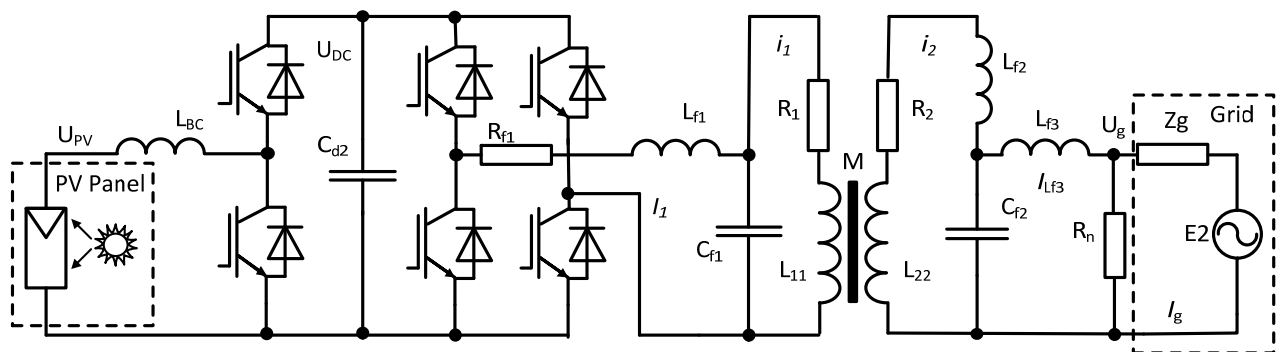 PV Panel
U_PV
L_BC
U_DC
C_d2
R_f1
L_f1
I_1
C_f1
i_1
R_1
L_11
M
i_2
R_2
L_22
L_f2
L_f3
I_Lf3
C_f2
U_g
R_n
I_g
Zg
Grid
E2